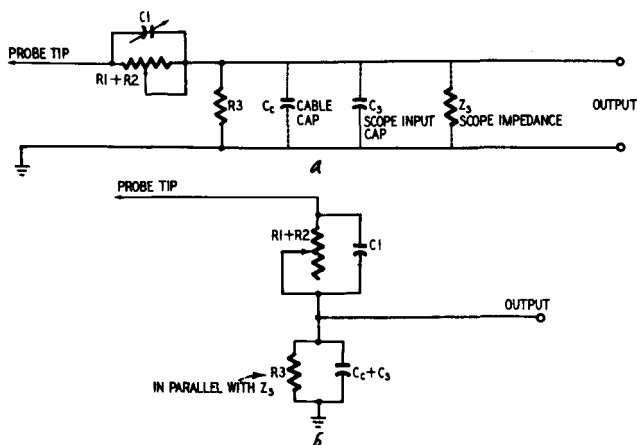 C1
PROBE TIP
R1+R2
R3
Cc CABLE CAP
C3 SCOPE INPUT CAP
Z3 SCOPE IMPEDANCE
OUTPUT
a
PROBE TIP
R1+R2
C1
OUTPUT
R3
Cc+C3
IN PARALLEL WITH Z3
b